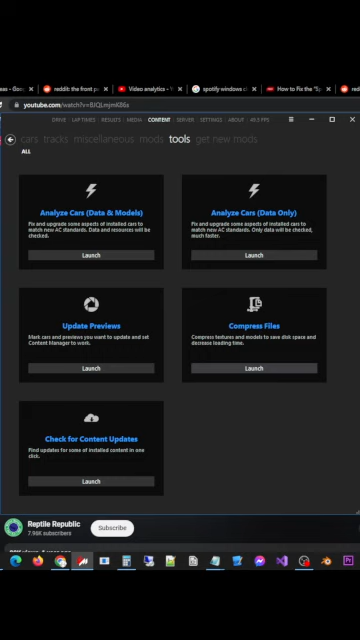 reddit: the front p
Video analytics - Y
spotify windows cl
How to Fix the "Sp
redd
youtube.com/watch?v=BJQLmjmK86s
DRIVE LAP TIMES RESULTS MEDIA CONTENT SERVER SETTINGS ABOUT 49.5 FPS
cars tracks miscellaneous mods tools get new mods
ALL
Analyze Cars (Data & Models)
Fix and upgrade some aspects of installed cars to
match new AC standards. Data and resources will be
checked.
Launch
Analyze Cars (Data Only)
Fix and upgrade some aspects of installed cars to
match new AC standards. Only data will be checked,
much faster.
Launch
Update Previews
Mark cars and previews you want to update and set
Content Manager to work.
Launch
Compress Files
Compress textures and models to save disk space and
decrease loading time.
Launch
Check for Content Updates
Find updates for some of installed content in one
click.
Launch
Reptile Republic
7.96K subscribers
Subscribe
Pr